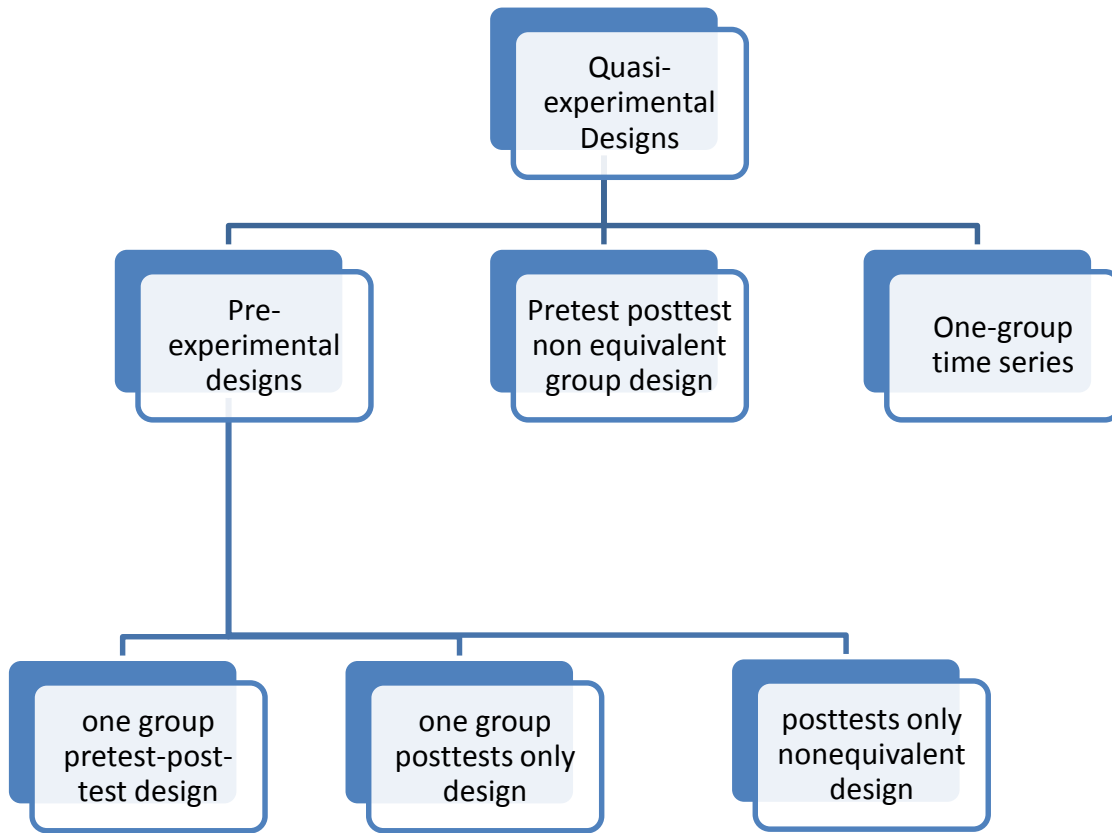 Quasi-
experimental
Designs
Pre-
experimental
designs
Pretest posttest
non equivalent
group design
One-group
time series
one group
pretest-post-
test design
one group
posttests only
design
posttests only
nonequivalent
design